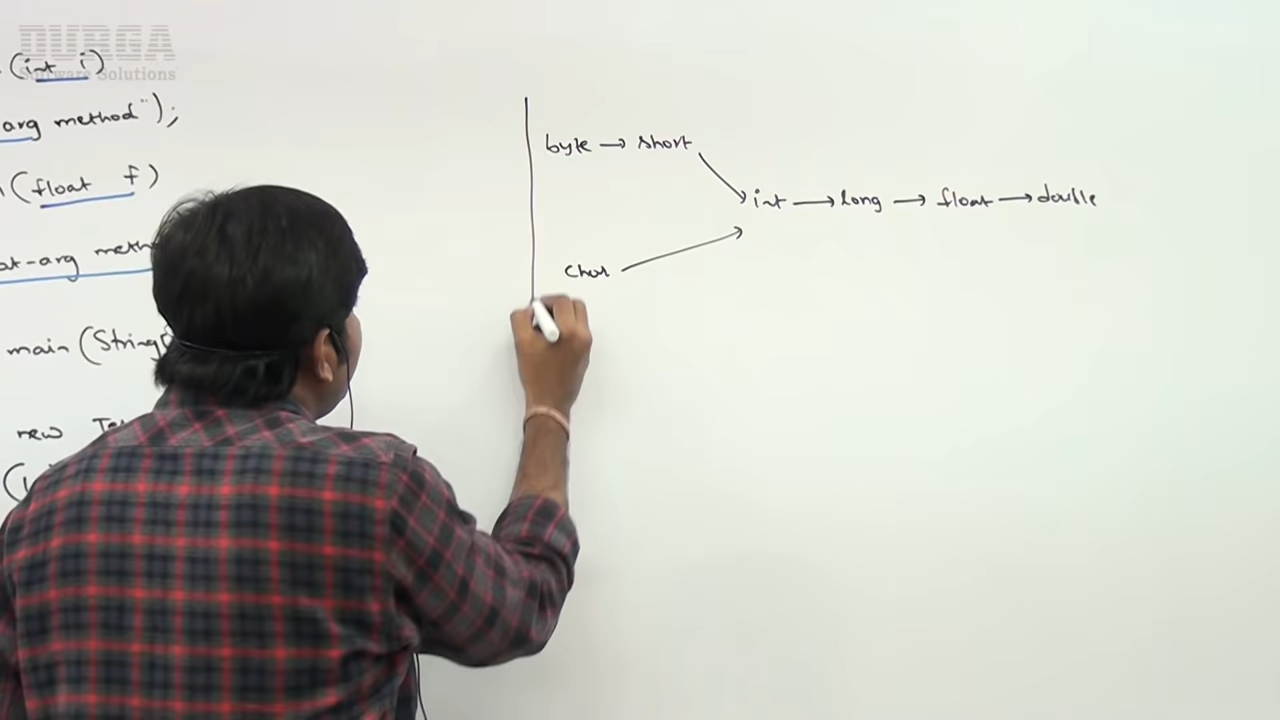 DURGA
Software Solutions
(int i)
arg method");
(float f)
at-arg meth
main (String[
new Te
byte → short
int → long → float → double
Char